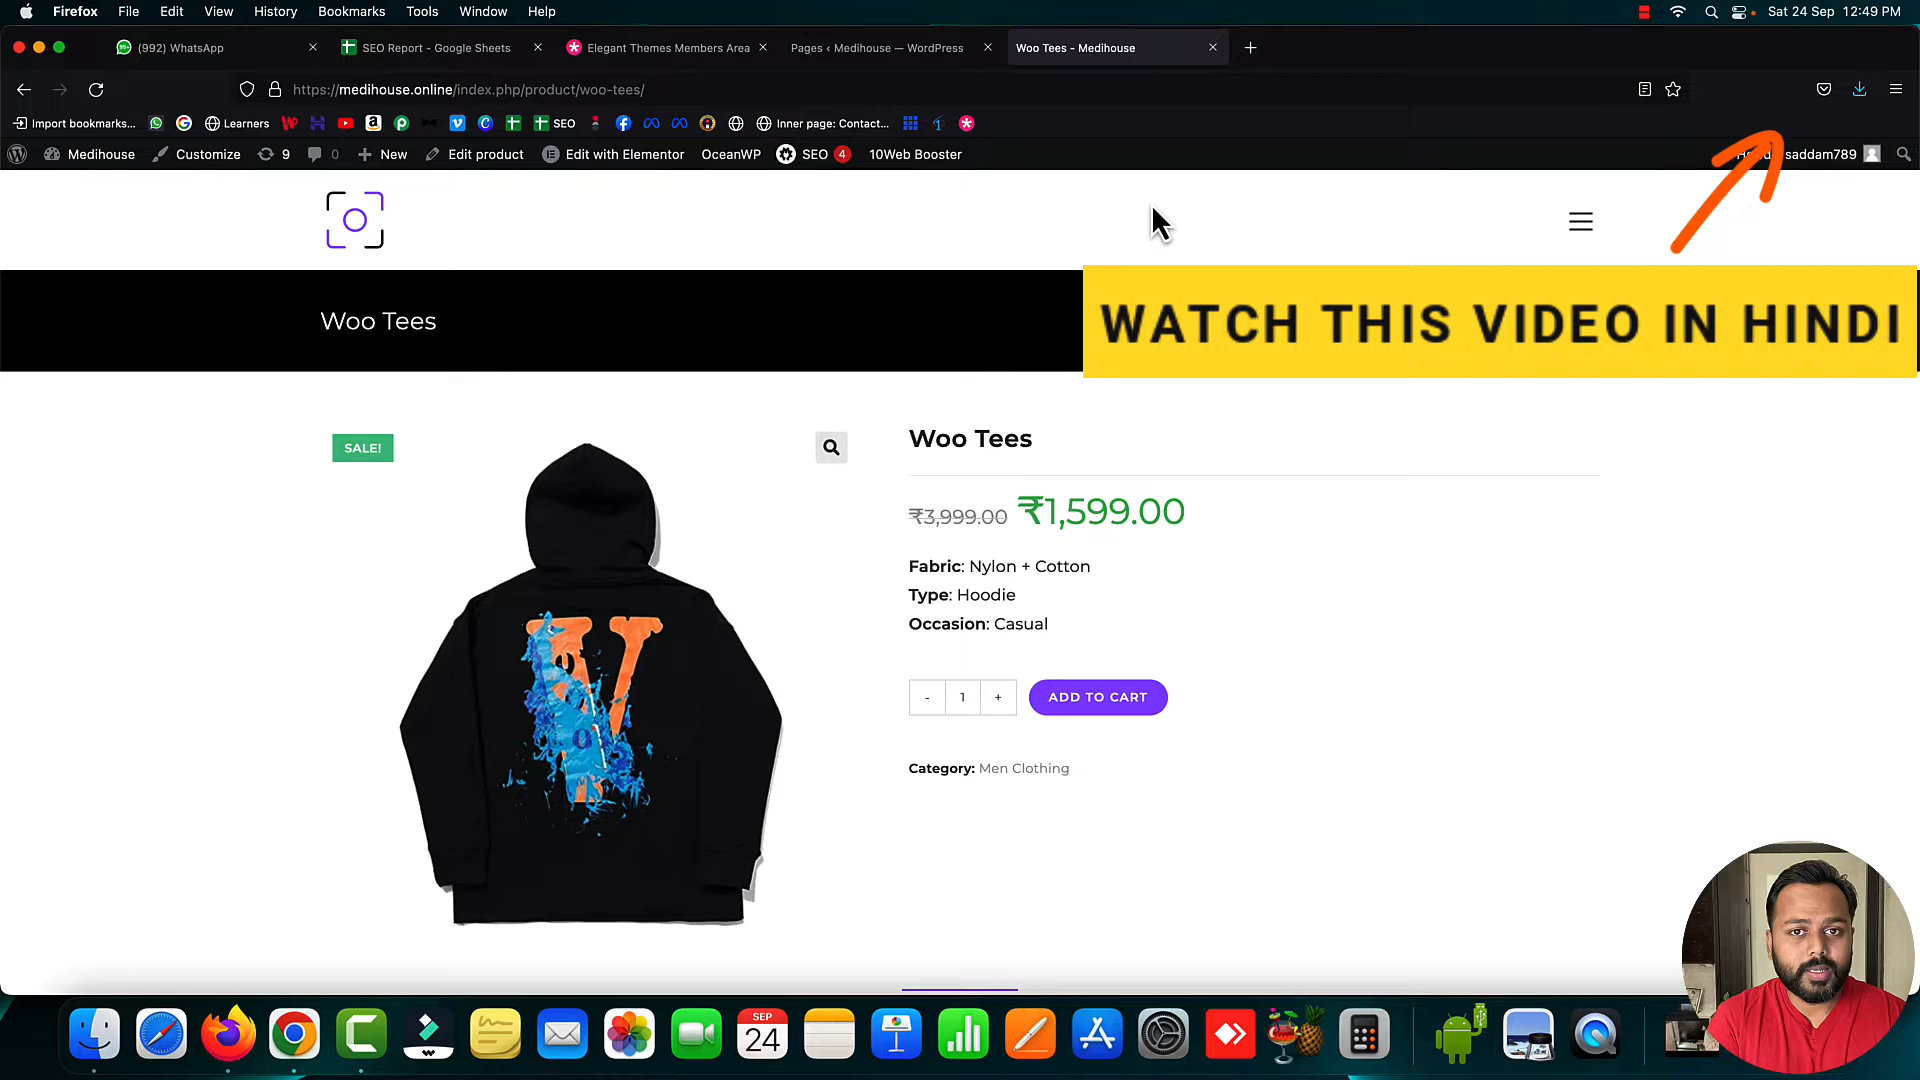 Firefox File Edit View History Bookmarks Tools Window Help Sat 24 Sep 12:49 PM
(992) WhatsApp SEO Report - Google Sheets Elegant Themes Members Area Pages ‹ Medihouse — WordPress Woo Tees - Medihouse
https://medihouse.online/index.php/product/woo-tees/
Import bookmarks... Learners SEO Inner page: Contact...
Medihouse Customize 9 0 New Edit product Edit with Elementor OceanWP SEO 4 10Web Booster saddam789
Woo Tees
WATCH THIS VIDEO IN HINDI
SALE!
Woo Tees
₹3,999.00 ₹1,599.00
Fabric: Nylon + Cotton
Type: Hoodie
Occasion: Casual
- 1 + ADD TO CART
Category: Men Clothing
SEP
24